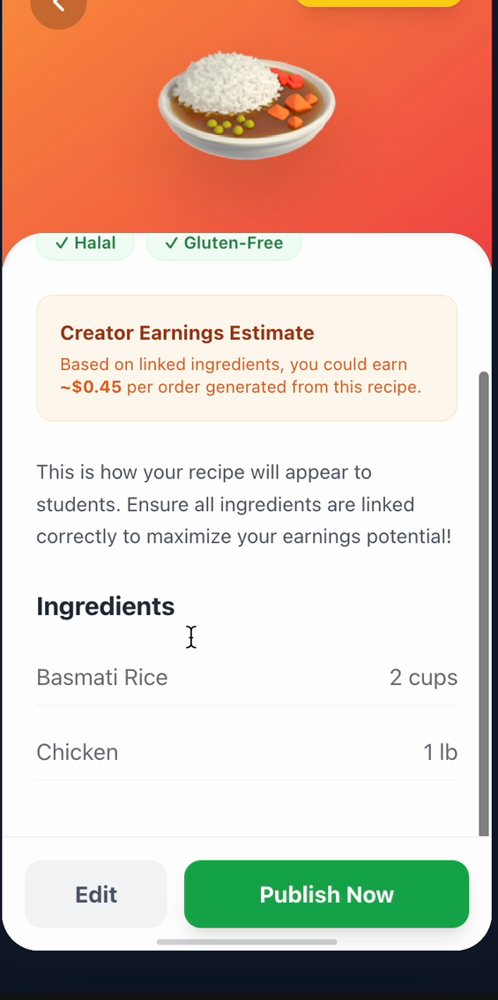 ✓ Halal
✓ Gluten-Free
Creator Earnings Estimate
Based on linked ingredients, you could earn
~$0.45 per order generated from this recipe.
This is how your recipe will appear to
students. Ensure all ingredients are linked
correctly to maximize your earnings potential!
Ingredients
Basmati Rice 2 cups
Chicken 1 lb
Edit
Publish Now